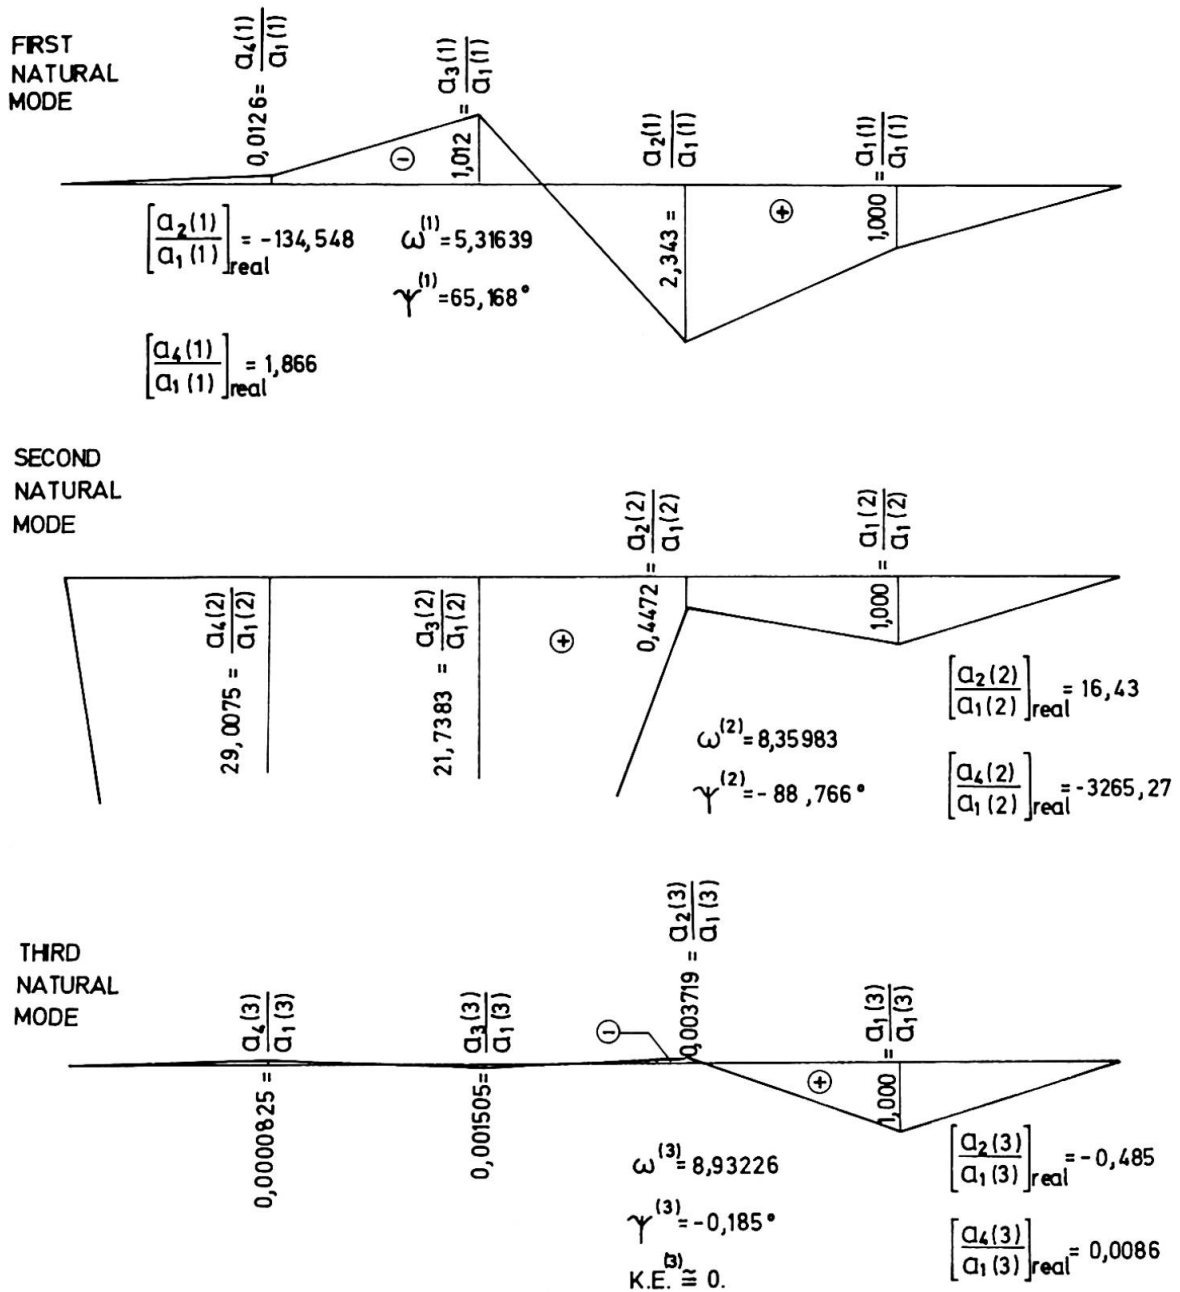 FIRST
NATURAL
MODE
0,0126 = a₄(1)/a₁(1)
1,012 = a₃(1)/a₁(1)
2,343 = a₂(1)/a₁(1)
1,000 = a₁(1)/a₁(1)
⊖
⊕
[a₂(1)/a₁(1)]real = -134,548
ω⁽¹⁾ = 5,31639
ψ⁽¹⁾ = 65,168°
[a₄(1)/a₁(1)]real = 1,866
SECOND
NATURAL
MODE
29,0075 = a₄(2)/a₁(2)
21,7383 = a₃(2)/a₁(2)
0,4472 = a₂(2)/a₁(2)
1,000 = a₁(2)/a₁(2)
⊕
[a₂(2)/a₁(2)]real = 16,43
ω⁽²⁾ = 8,35983
ψ⁽²⁾ = -88,766°
[a₄(2)/a₁(2)]real = -3265,27
THIRD
NATURAL
MODE
0,0000825 = a₄(3)/a₁(3)
0,001505 = a₃(3)/a₁(3)
0,003719 = a₂(3)/a₁(3)
1,000 = a₁(3)/a₁(3)
⊖
⊕
ω⁽³⁾ = 8,93226
[a₂(3)/a₁(3)]real = -0,485
ψ⁽³⁾ = -0,185°
[a₄(3)/a₁(3)]real = 0,0086
K.E.⁽³⁾ ≅ 0.